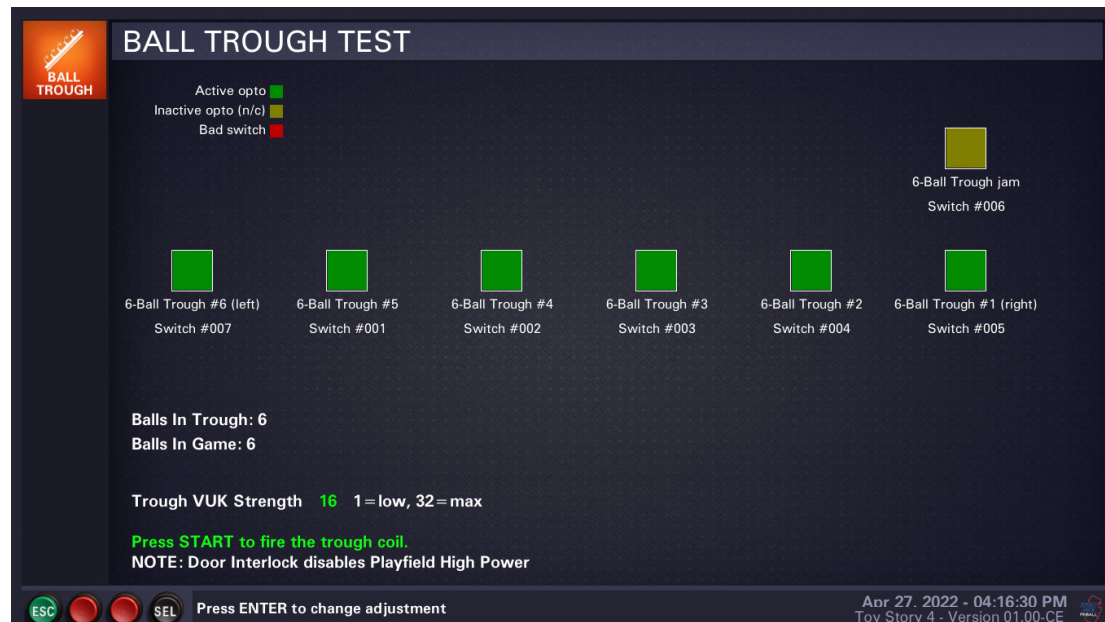 BALL TROUGH TEST
BALL
TROUGH
Active opto
Inactive opto (n/c)
Bad switch
6-Ball Trough jam
Switch #006
6-Ball Trough #6 (left) 6-Ball Trough #5 6-Ball Trough #4 6-Ball Trough #3 6-Ball Trough #2 6-Ball Trough #1 (right)
Switch #007 Switch #001 Switch #002 Switch #003 Switch #004 Switch #005
Balls In Trough: 6
Balls In Game: 6
Trough VUK Strength 16 1=low, 32=max
Press START to fire the trough coil.
NOTE: Door Interlock disables Playfield High Power
ESC SEL Press ENTER to change adjustment
Apr 27, 2022 - 04:16:30 PM
Toy Story 4 - Version 01.00-CE